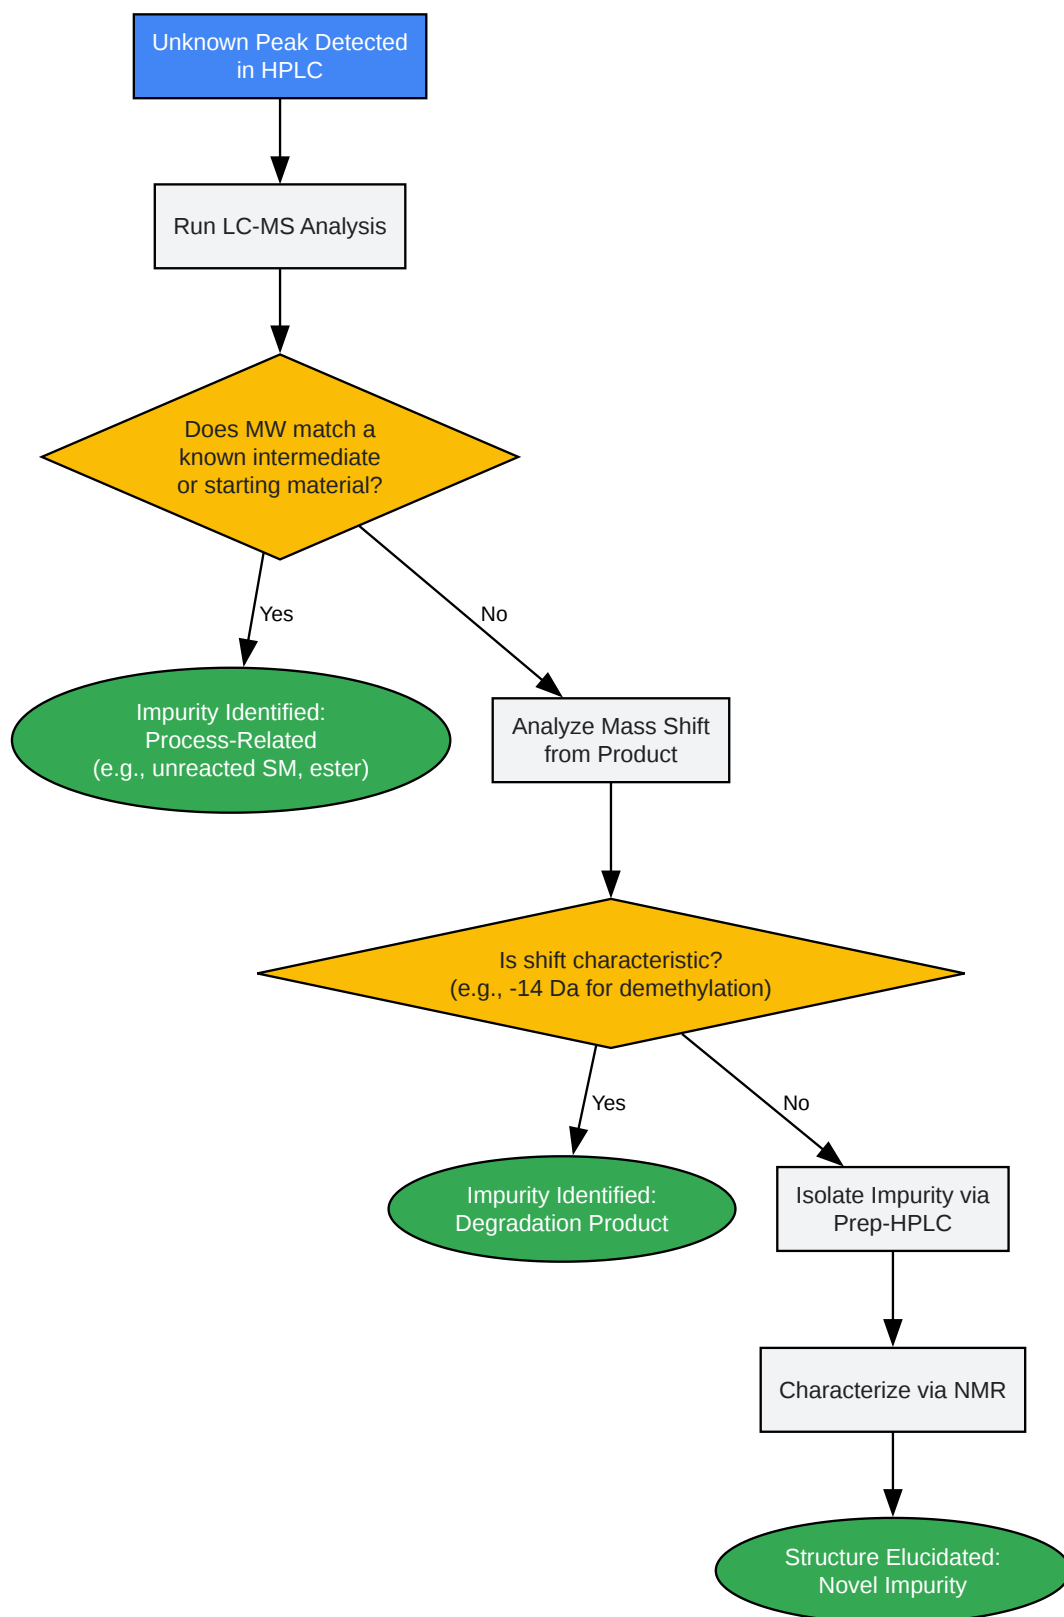 Unknown Peak Detected
in HPLC
Run LC-MS Analysis
Does MW match a
known intermediate
or starting material?
Yes
No
Impurity Identified:
Process-Related
(e.g., unreacted SM, ester)
Analyze Mass Shift
from Product
Is shift characteristic?
(e.g., -14 Da for demethylation)
Yes
No
Impurity Identified:
Degradation Product
Isolate Impurity via
Prep-HPLC
Characterize via NMR
Structure Elucidated:
Novel Impurity